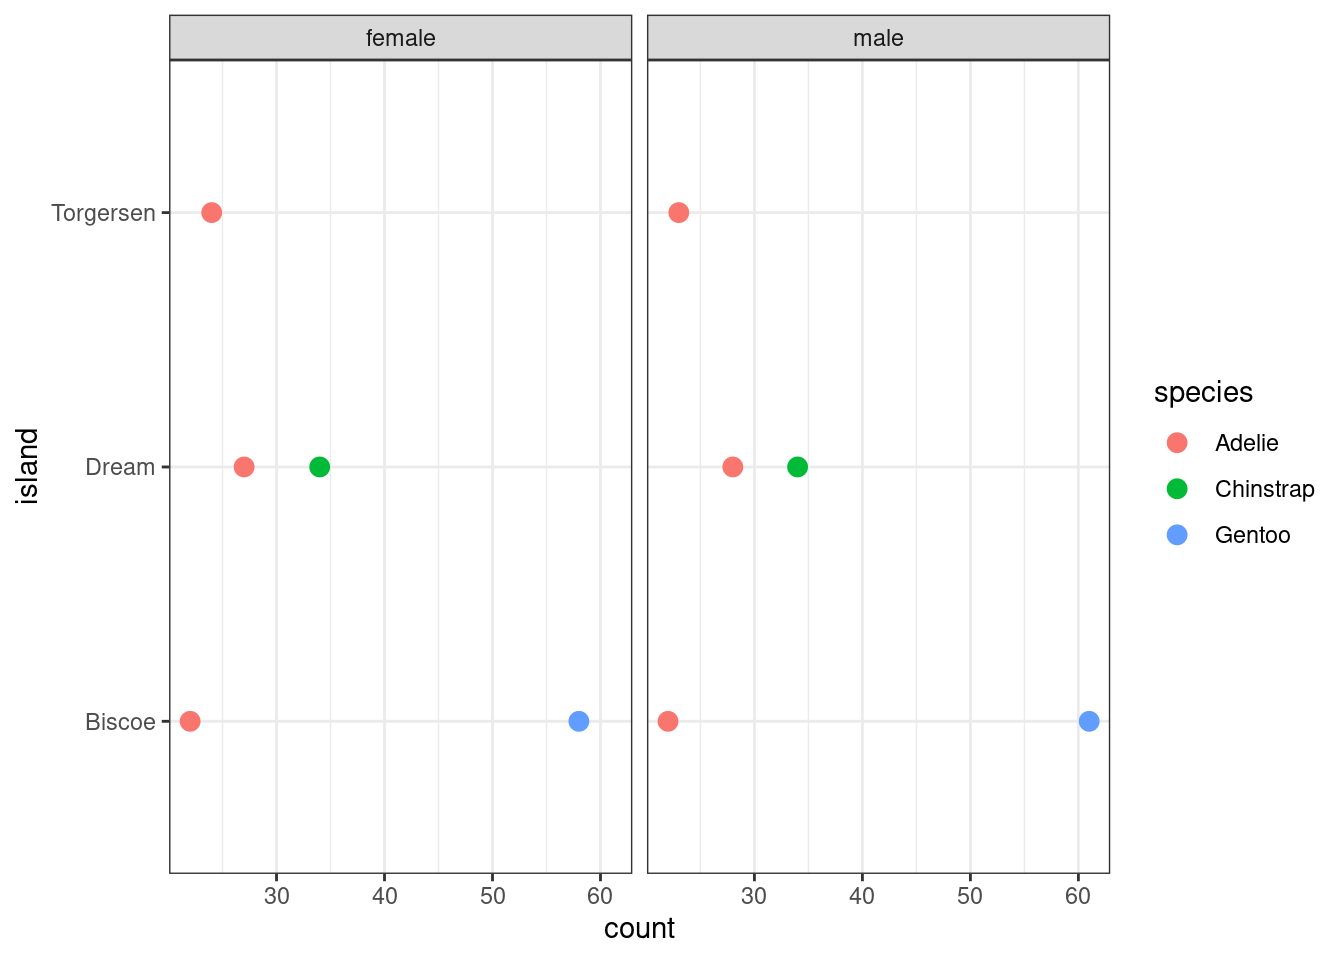 female
male
Torgersen
Dream
Biscoe
island
30 40 50 60
30 40 50 60
count
species
Adelie
Chinstrap
Gentoo